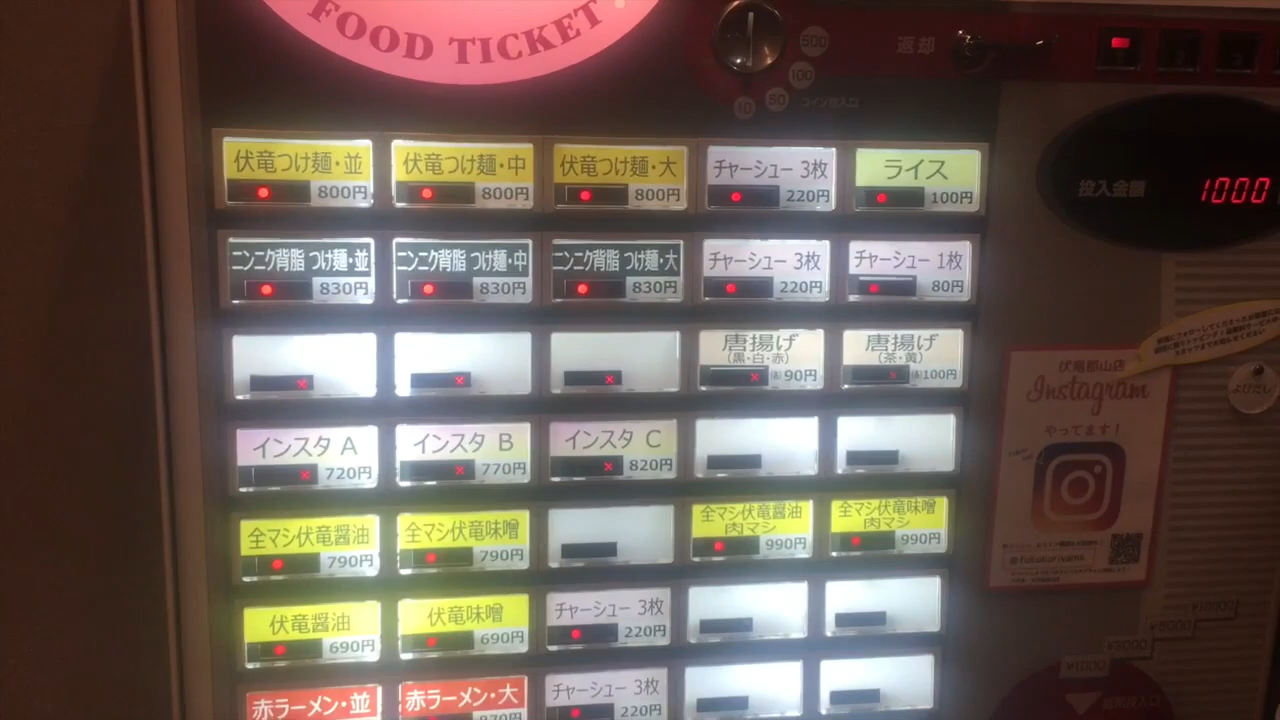 FOOD TICKET
500
100
50
10
コイン投入口
返却
投入金額
1000
伏竜つけ麺・並
800円
伏竜つけ麺・中
800円
伏竜つけ麺・大
800円
チャーシュー 3枚
220円
ライス
100円
ニンニク背脂 つけ麺・並
830円
ニンニク背脂 つけ麺・中
830円
ニンニク背脂 つけ麺・大
830円
チャーシュー 3枚
220円
チャーシュー 1枚
80円
唐揚げ
(黒・白・赤)
90円
唐揚げ
(茶・黄)
100円
インスタ A
720円
インスタ B
770円
インスタ C
820円
全マシ伏竜醤油
790円
全マシ伏竜味噌
790円
全マシ伏竜醤油
肉マシ
990円
全マシ伏竜味噌
肉マシ
990円
伏竜醤油
690円
伏竜味噌
690円
チャーシュー 3枚
220円
赤ラーメン・並
赤ラーメン・大
チャーシュー 3枚
220円
伏竜郡山店
Instagram
やってます!
よびだし
¥10000
¥5000
¥2000
¥1000